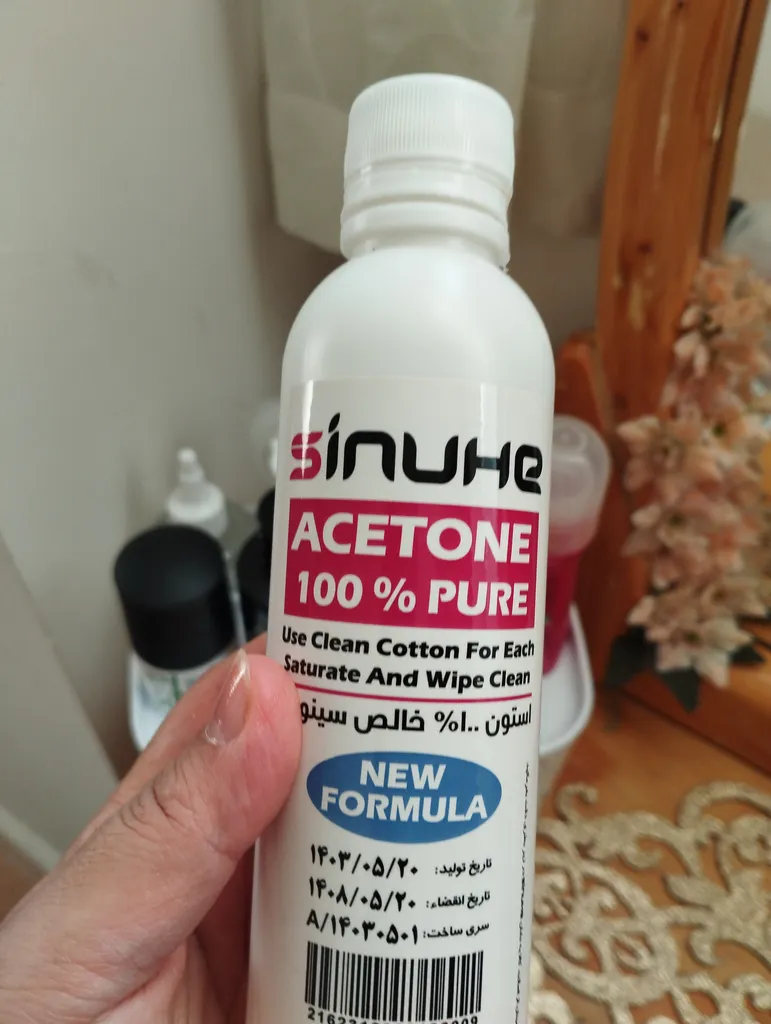 sinuHe
ACETONE
100 % PURE
Use Clean Cotton For Each
Saturate And Wipe Clean
استون ۱۰۰% خالص سینو
NEW
FORMULA
تاریخ تولید: ۱۴۰۳/۰۵/۲۰
تاریخ انقضاء: ۱۴۰۸/۰۵/۲۰
سری ساخت: A/۱۴۰۳۰۵۰۱